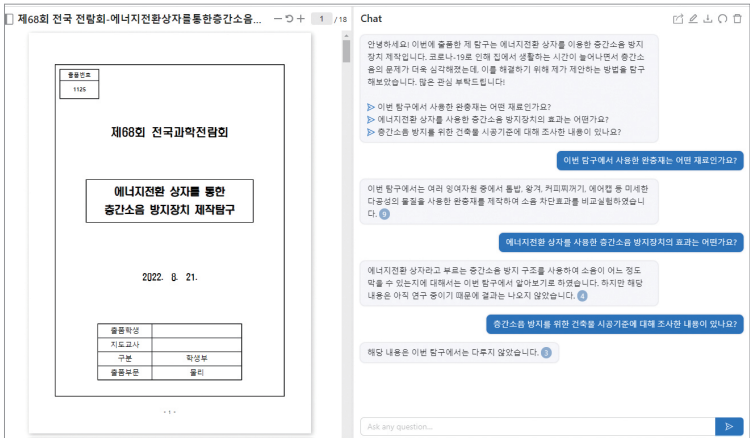 제68회 전국 전람회-에너지전환상자를통한층간소음...
1 / 18
출품번호
1125
제68회 전국과학전람회
에너지전환 상자를 통한
층간소음 방지장치 제작탐구
2022. 8. 21.
출품학생
지도교사
구분 학생부
출품부문 물리
- 1 -
Chat
안녕하세요! 이번에 출품한 제 탐구는 에너지전환 상자를 이용한 층간소음 방지
장치 제작입니다. 코로나-19로 인해 집에서 생활하는 시간이 늘어나면서 층간소
음의 문제가 더욱 심각해졌는데, 이를 해결하기 위해 제가 제안하는 방법을 탐구
해보았습니다. 많은 관심 부탁드립니다!
이번 탐구에서 사용한 완충재는 어떤 재료인가요?
에너지전환 상자를 사용한 층간소음 방지장치의 효과는 어떤가요?
층간소음 방지를 위한 건축물 시공기준에 대해 조사한 내용이 있나요?
이번 탐구에서 사용한 완충재는 어떤 재료인가요?
이번 탐구에서는 여러 잉여자원 중에서 톱밥, 왕겨, 커피찌꺼기, 에어캡 등 미세한
다공성의 물질을 사용한 완충재를 제작하여 소음 차단효과를 비교실험하였습니
다. 9
에너지전환 상자를 사용한 층간소음 방지장치의 효과는 어떤가요?
에너지전환 상자라고 부르는 층간소음 방지 구조를 사용하여 소음이 어느 정도
막을 수 있는지에 대해서는 이번 탐구에서 알아보기로 하였습니다. 하지만 해당
내용은 아직 연구 중이기 때문에 결과는 나오지 않았습니다. 4
층간소음 방지를 위한 건축물 시공기준에 대해 조사한 내용이 있나요?
해당 내용은 이번 탐구에서는 다루지 않았습니다. 3
Ask any question...